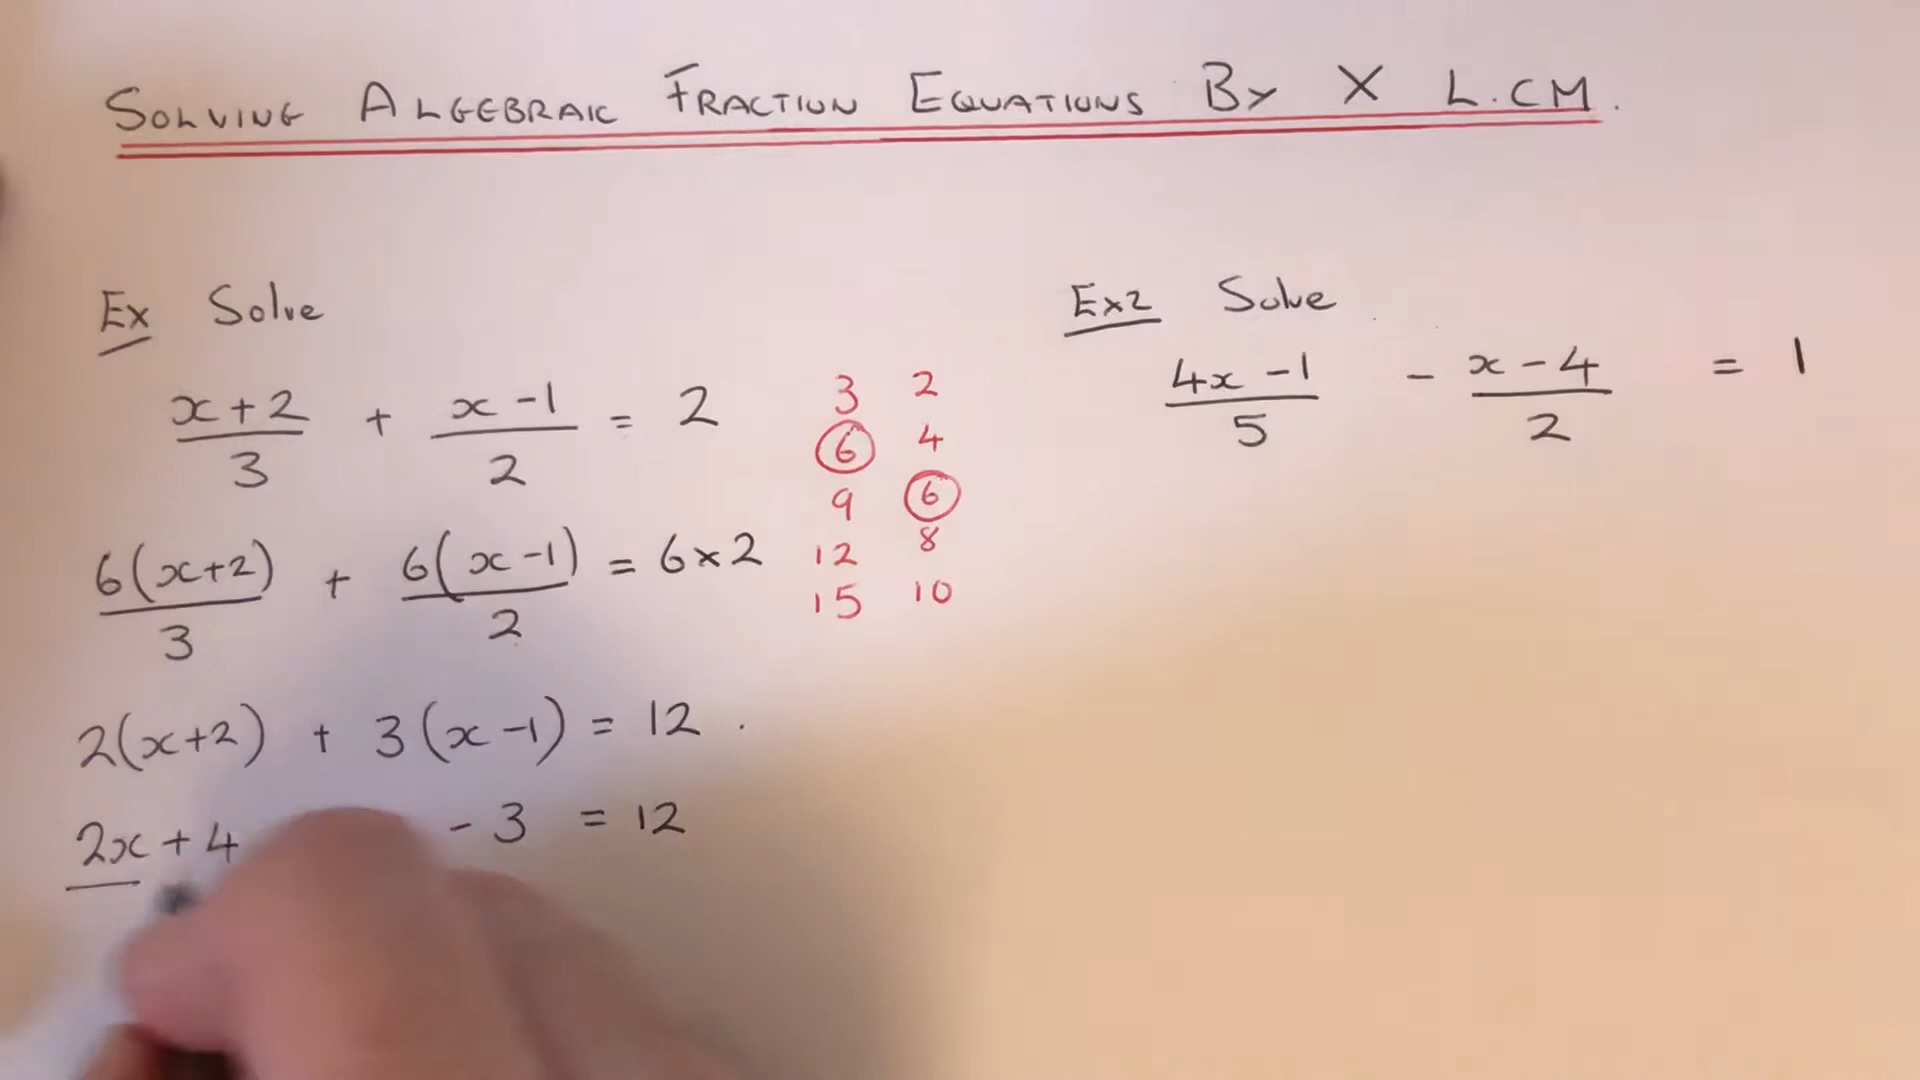 SOLVING ALGEBRAIC FRACTION EQUATIONS BY X L.CM.
Ex Solve
x+2 / 3 + x-1 / 2 = 2
6(x+2) / 3 + 6(x-1) / 2 = 6×2
2(x+2) + 3(x-1) = 12
2x+4 - 3 = 12
3 2
6 4
9 6
12 8
15 10
Ex2 Solve
4x-1 / 5 - x-4 / 2 = 1